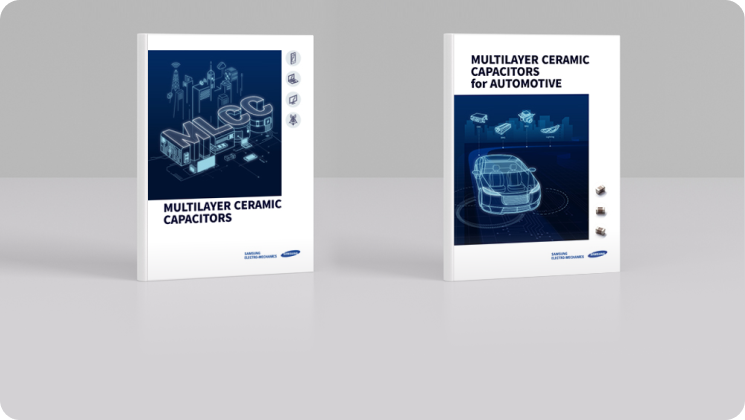 MLCC
MULTILAYER CERAMIC
CAPACITORS
SAMSUNG
ELECTRO-MECHANICS
SAMSUNG
MULTILAYER CERAMIC
CAPACITORS
for AUTOMOTIVE
SAMSUNG
ELECTRO-MECHANICS
SAMSUNG